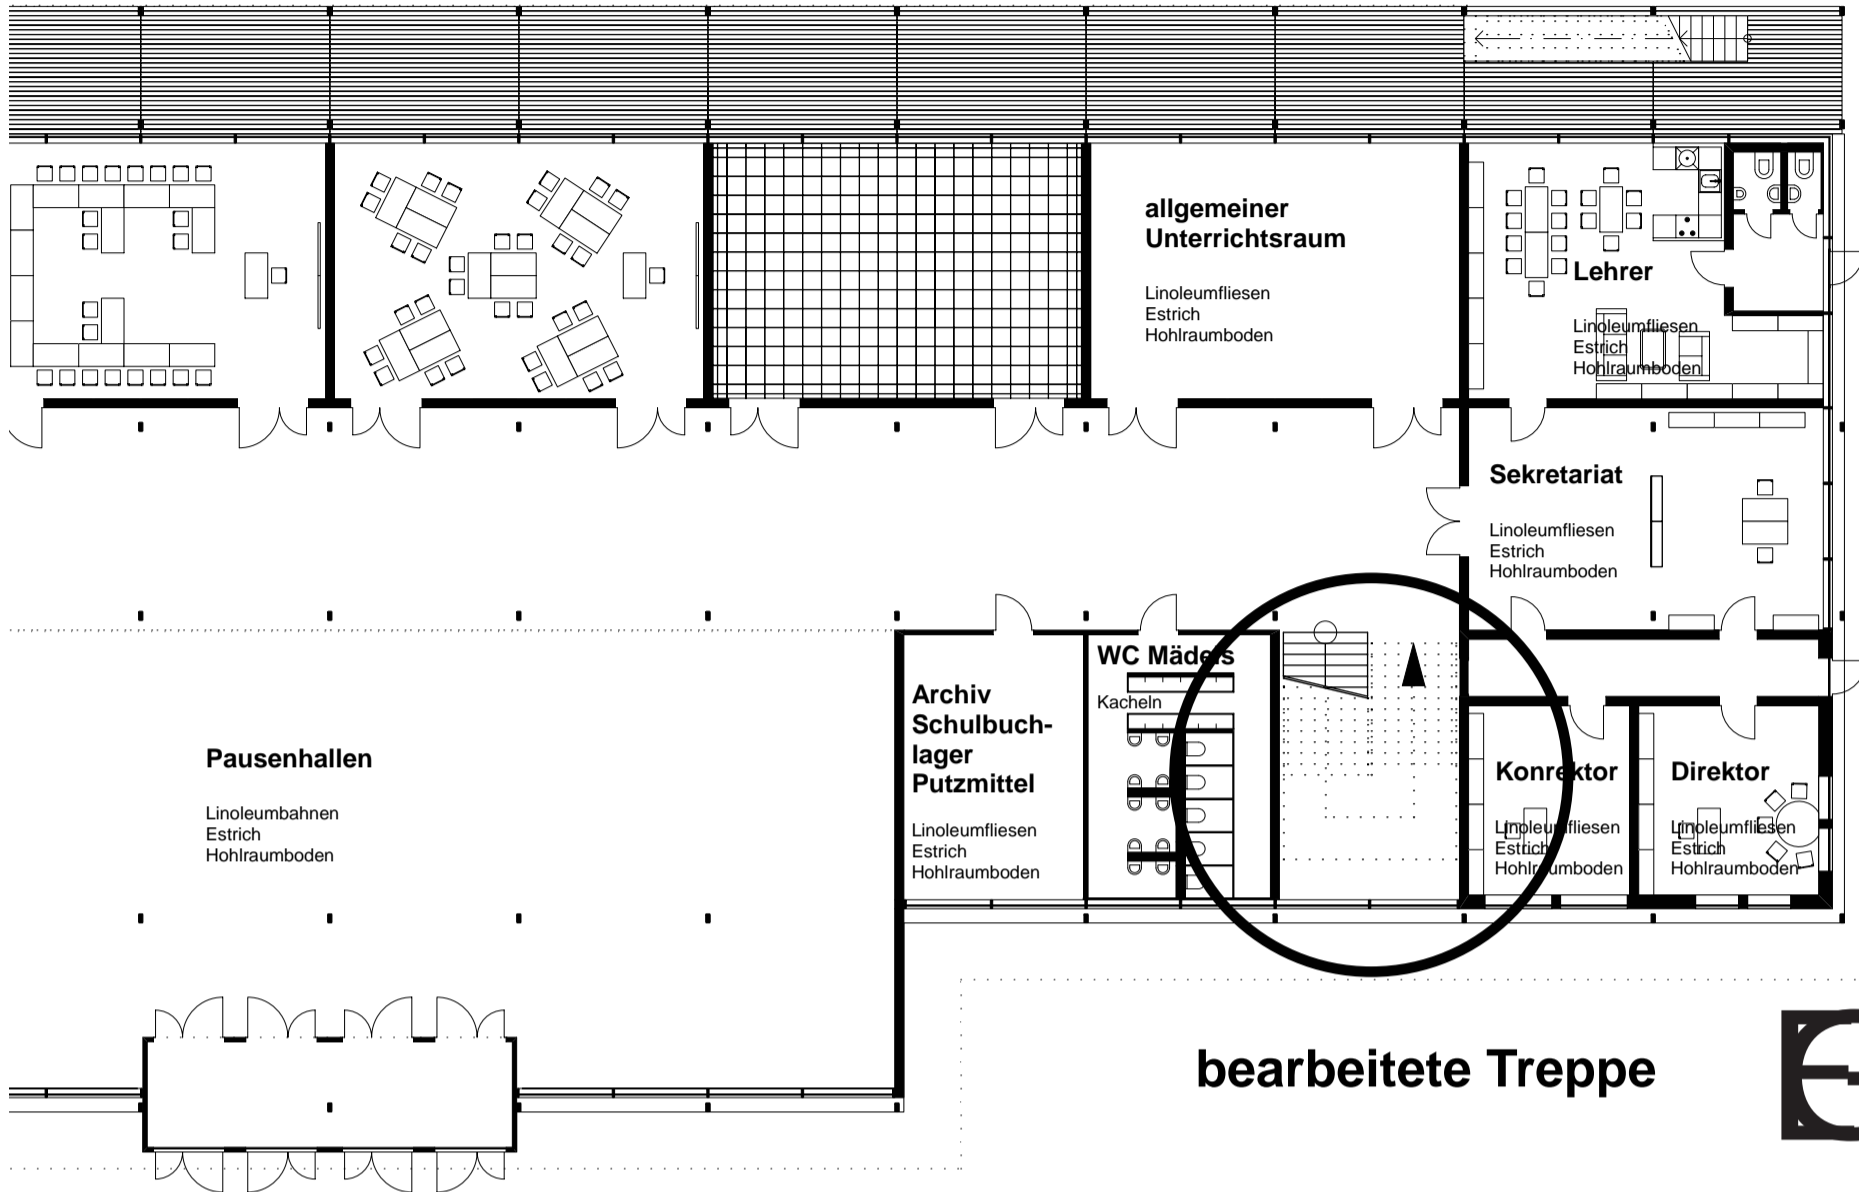 allgemeiner
Unterrichtsraum
Linoleumfliesen
Estrich
Hohlraumboden
Lehrer
Linoleumfliesen
Estrich
Hohlraumboden
Sekretariat
Linoleumfliesen
Estrich
Hohlraumboden
WC Mädels
Kacheln
Archiv
Schulbuch-
lager
Putzmittel
Linoleumfliesen
Estrich
Hohlraumboden
Pausenhallen
Linoleumbahnen
Estrich
Hohlraumboden
Konrektor
Linoleumfliesen
Estrich
Hohlraumboden
Direktor
Linoleumfliesen
Estrich
Hohlraumboden
bearbeitete Treppe